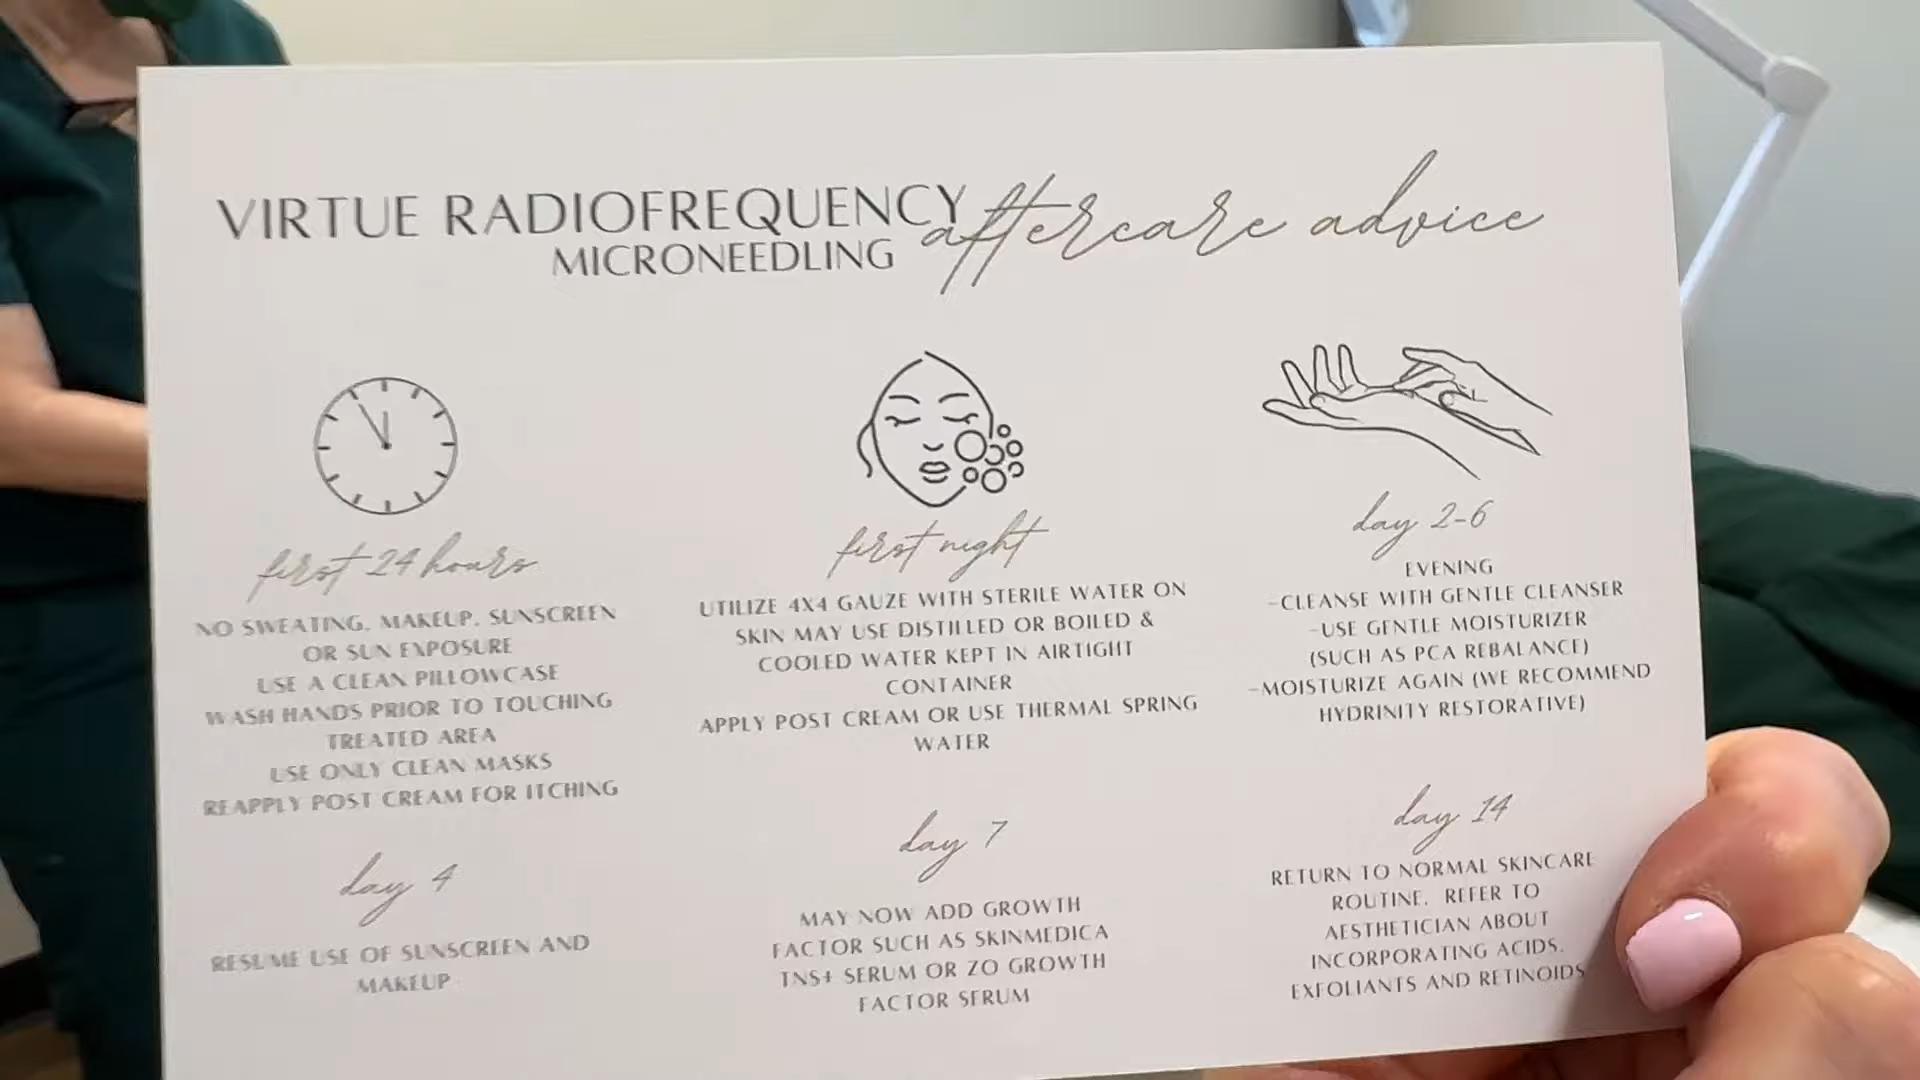 VIRTUE RADIOFREQUENCY
MICRONEEDLING
aftercare advice
first 24 hours
NO SWEATING, MAKEUP, SUNSCREEN
OR SUN EXPOSURE
USE A CLEAN PILLOWCASE
WASH HANDS PRIOR TO TOUCHING
TREATED AREA
USE ONLY CLEAN MASKS
REAPPLY POST CREAM FOR ITCHING
first night
UTILIZE 4X4 GAUZE WITH STERILE WATER ON
SKIN MAY USE DISTILLED OR BOILED &
COOLED WATER KEPT IN AIRTIGHT
CONTAINER
APPLY POST CREAM OR USE THERMAL SPRING
WATER
day 2-6
EVENING
-CLEANSE WITH GENTLE CLEANSER
-USE GENTLE MOISTURIZER
(SUCH AS PCA REBALANCE)
-MOISTURIZE AGAIN (WE RECOMMEND
HYDRINITY RESTORATIVE)
day 4
RESUME USE OF SUNSCREEN AND
MAKEUP
day 7
MAY NOW ADD GROWTH
FACTOR SUCH AS SKINMEDICA
TNS+ SERUM OR ZO GROWTH
FACTOR SERUM
day 14
RETURN TO NORMAL SKINCARE
ROUTINE. REFER TO
AESTHETICIAN ABOUT
INCORPORATING ACIDS,
EXFOLIANTS AND RETINOIDS